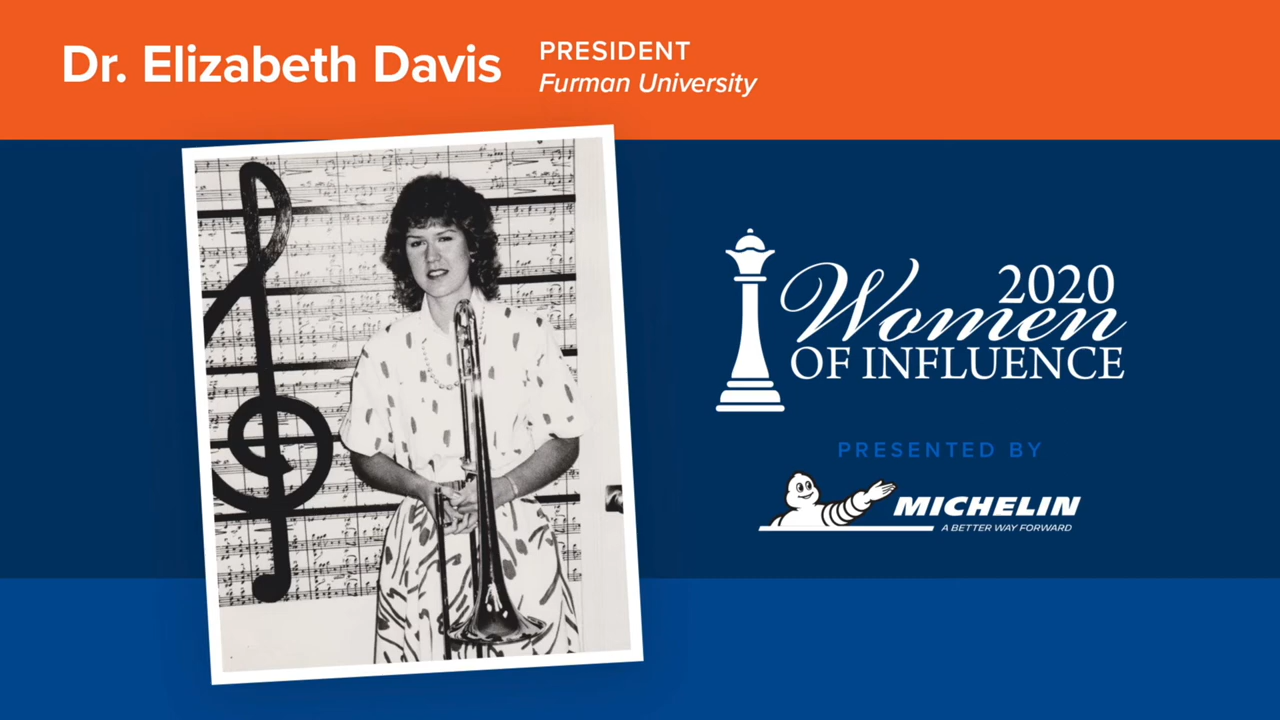 Dr. Elizabeth Davis
PRESIDENT
Furman University
2020
Women
OF INFLUENCE
PRESENTED BY
MICHELIN
A BETTER WAY FORWARD